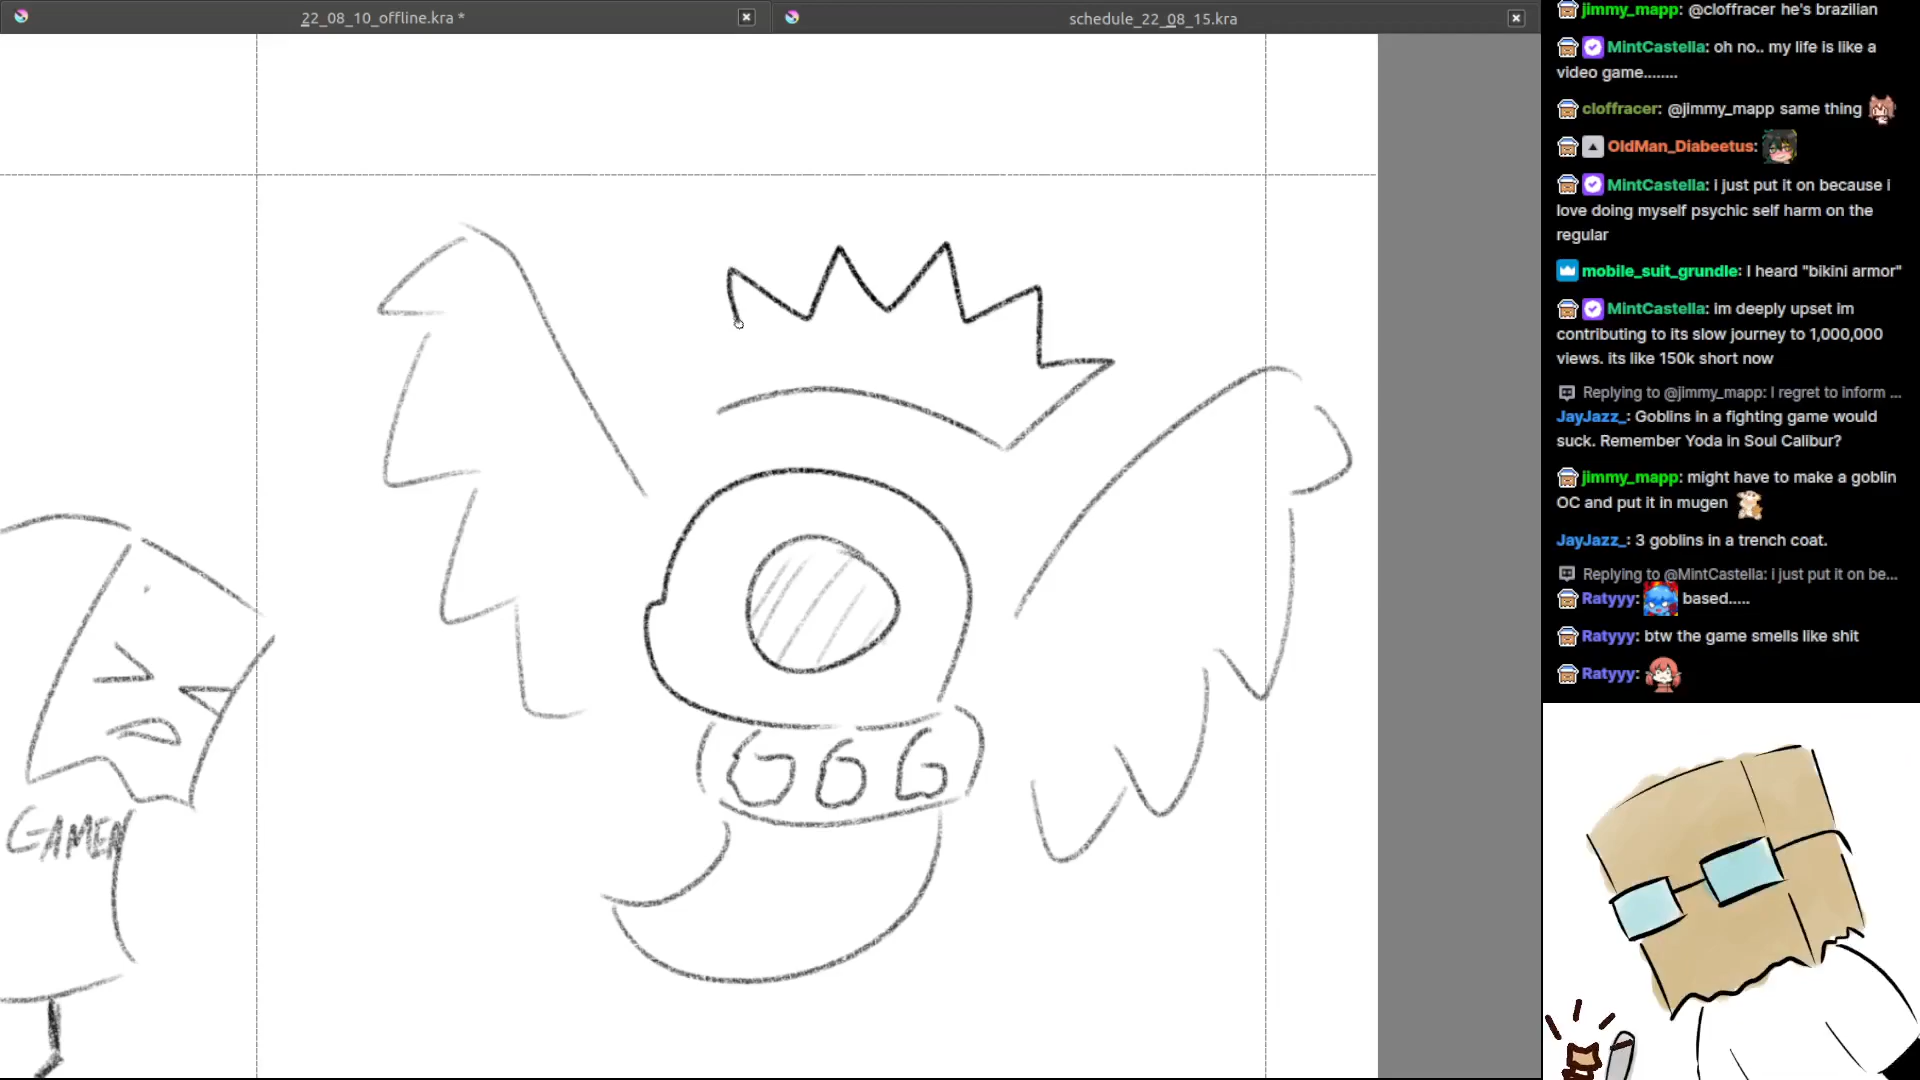 22_08_10_offline.kra *
schedule_22_08_15.kra
GAMEN
GGG
jimmy_mapp: @cloffracer he's brazilian
MintCastella: oh no.. my life is like a
video game........
cloffracer: @jimmy_mapp same thing
OldMan_Diabeetus:
MintCastella: i just put it on because i
love doing myself psychic self harm on the
regular
mobile_suit_grundle: I heard "bikini armor"
MintCastella: im deeply upset im
contributing to its slow journey to 1,000,000
views. its like 150k short now
Replying to @jimmy_mapp: I regret to inform ...
JayJazz_: Goblins in a fighting game would
suck. Remember Yoda in Soul Calibur?
jimmy_mapp: might have to make a goblin
OC and put it in mugen
JayJazz_: 3 goblins in a trench coat.
Replying to @MintCastella: i just put it on be...
Ratyyy: based.....
Ratyyy: btw the game smells like shit
Ratyyy: